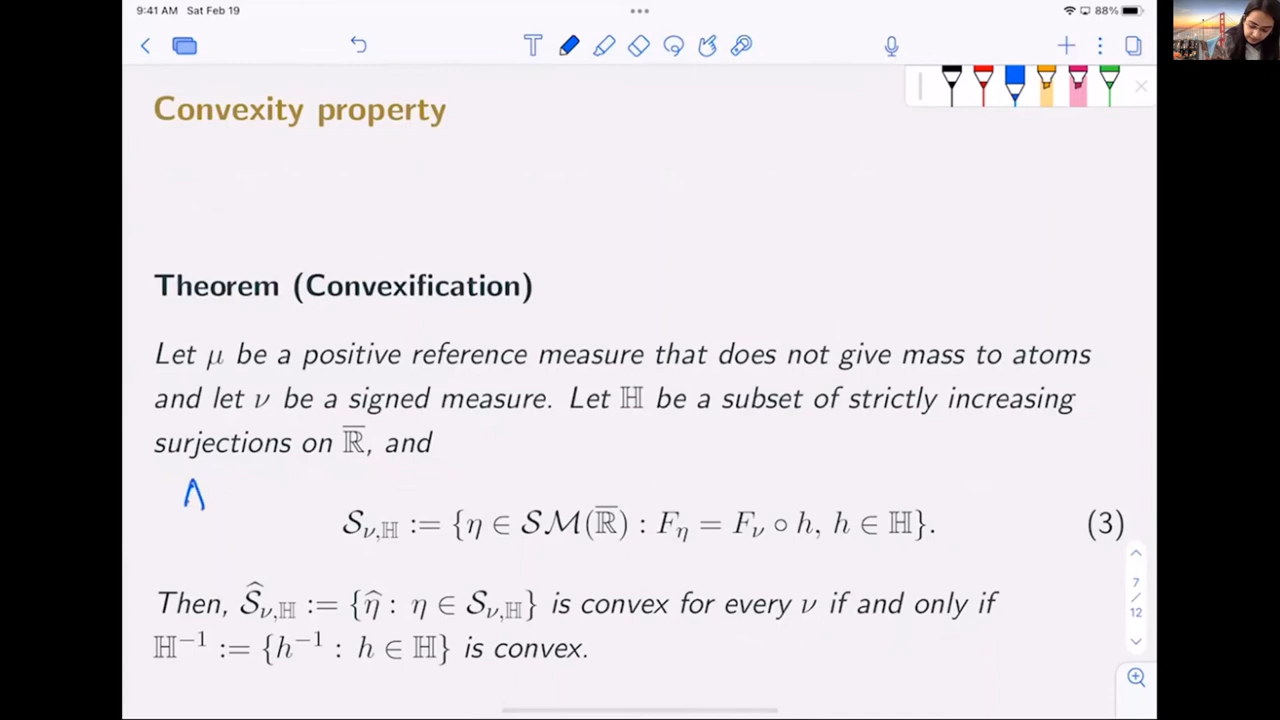 9:41 AM Sat Feb 19
88%
Convexity property
Theorem (Convexification)
Let μ be a positive reference measure that does not give mass to atoms
and let ν be a signed measure. Let ℍ be a subset of strictly increasing
surjections on ℝ̅, and
Λ
𝒮_{ν,ℍ} := {η ∈ 𝒮ℳ(ℝ̅) : F_η = F_ν ∘ h, h ∈ ℍ}. (3)
Then, 𝒮̂_{ν,ℍ} := {η̂ : η ∈ 𝒮_{ν,ℍ}} is convex for every ν if and only if
ℍ⁻¹ := {h⁻¹ : h ∈ ℍ} is convex.
7
/
12